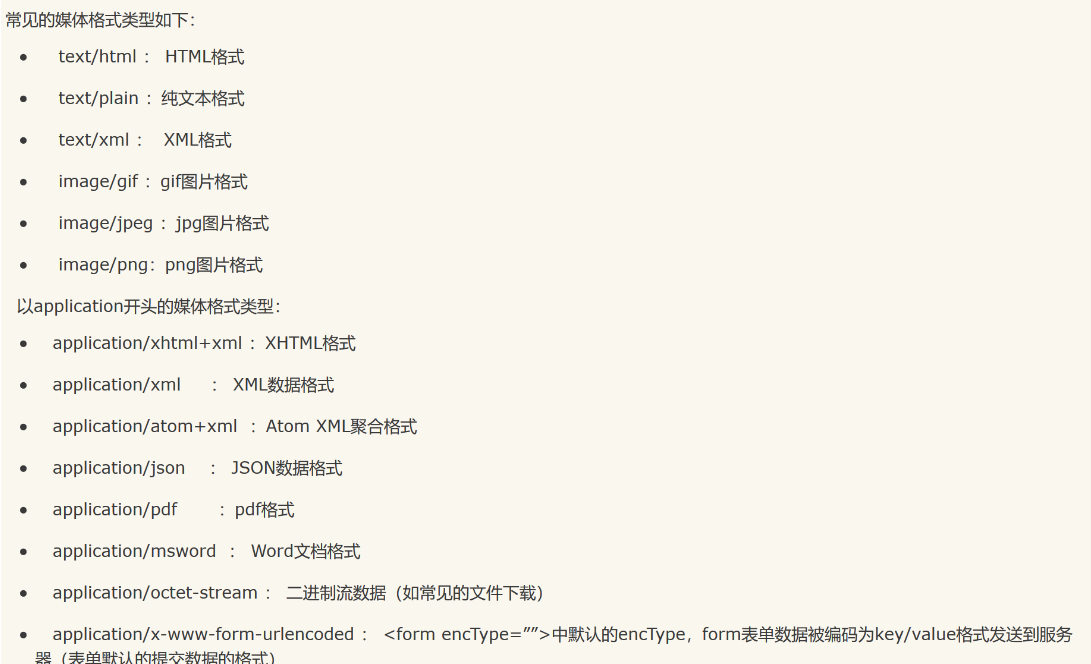 常见的媒体格式类型如下：
text/html ： HTML格式
text/plain ：纯文本格式
text/xml ： XML格式
image/gif ：gif图片格式
image/jpeg ：jpg图片格式
image/png：png图片格式
以application开头的媒体格式类型：
application/xhtml+xml ：XHTML格式
application/xml ： XML数据格式
application/atom+xml ：Atom XML聚合格式
application/json ： JSON数据格式
application/pdf ：pdf格式
application/msword ： Word文档格式
application/octet-stream ： 二进制流数据（如常见的文件下载）
application/x-www-form-urlencoded ： <form encType=””>中默认的encType，form表单数据被编码为key/value格式发送到服务
器（表单默认的提交数据的格式）